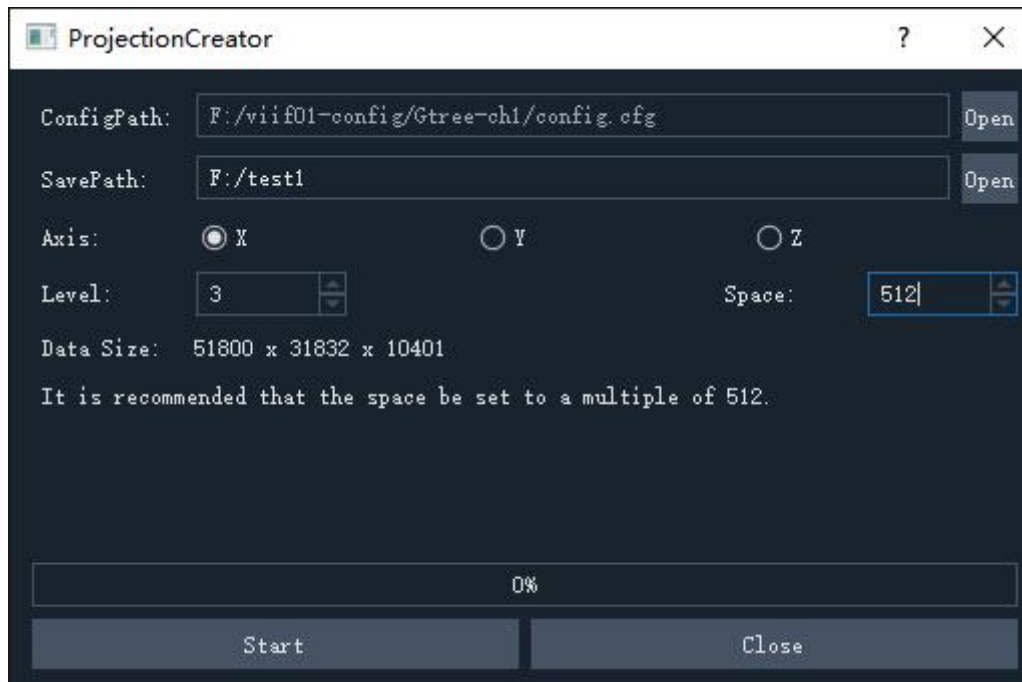 ProjectionCreator ? ×
ConfigPath: F:/viif01-config/Gtree-ch1/config.cfg Open
SavePath: F:/test1 Open
Axis: X Y Z
Level: 3 Space: 512
Data Size: 51800 x 31832 x 10401
It is recommended that the space be set to a multiple of 512.
0%
Start Close